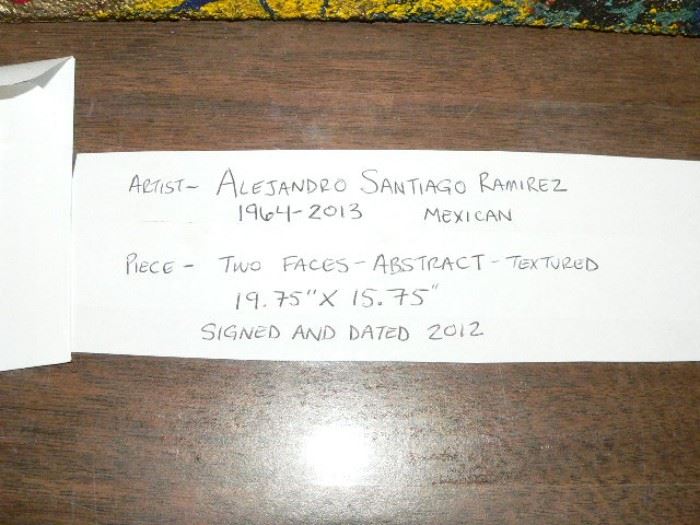 ARTIST- ALEJANDRO SANTIAGO RAMIREZ
1964-2013 MEXICAN
PIECE - TWO FACES - ABSTRACT - TEXTURED
19.75" X 15.75"
SIGNED AND DATED 2012